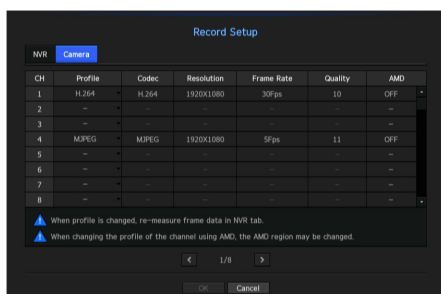 Record Setup
NVR Camera
CH Profile Codec Resolution Frame Rate Quality AMD
1 H.264 H.264 1920X1080 30Fps 10 OFF
2 – – – – – –
3 – – – – – –
4 MJPEG MJPEG 1920X1080 5Fps 11 OFF
5 – – – – – –
6 – – – – – –
7 – – – – – –
8 – – – – – –
When profile is changed, re-measure frame data in NVR tab.
When changing the profile of the channel using AMD, the AMD region may be changed.
< 1/8 >
OK Cancel